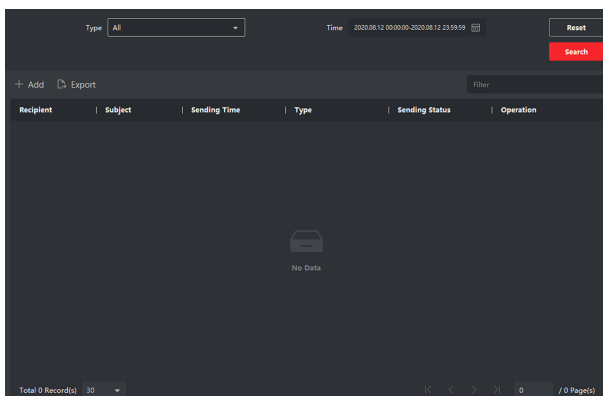 Type All Time 2020.08.12 00:00:00-2020.08.12 23:59:59 Reset
Search
+ Add Export Filter
Recipient | Subject | Sending Time | Type | Sending Status | Operation
No Data
Total 0 Record(s) 30 0 / 0 Page(s)